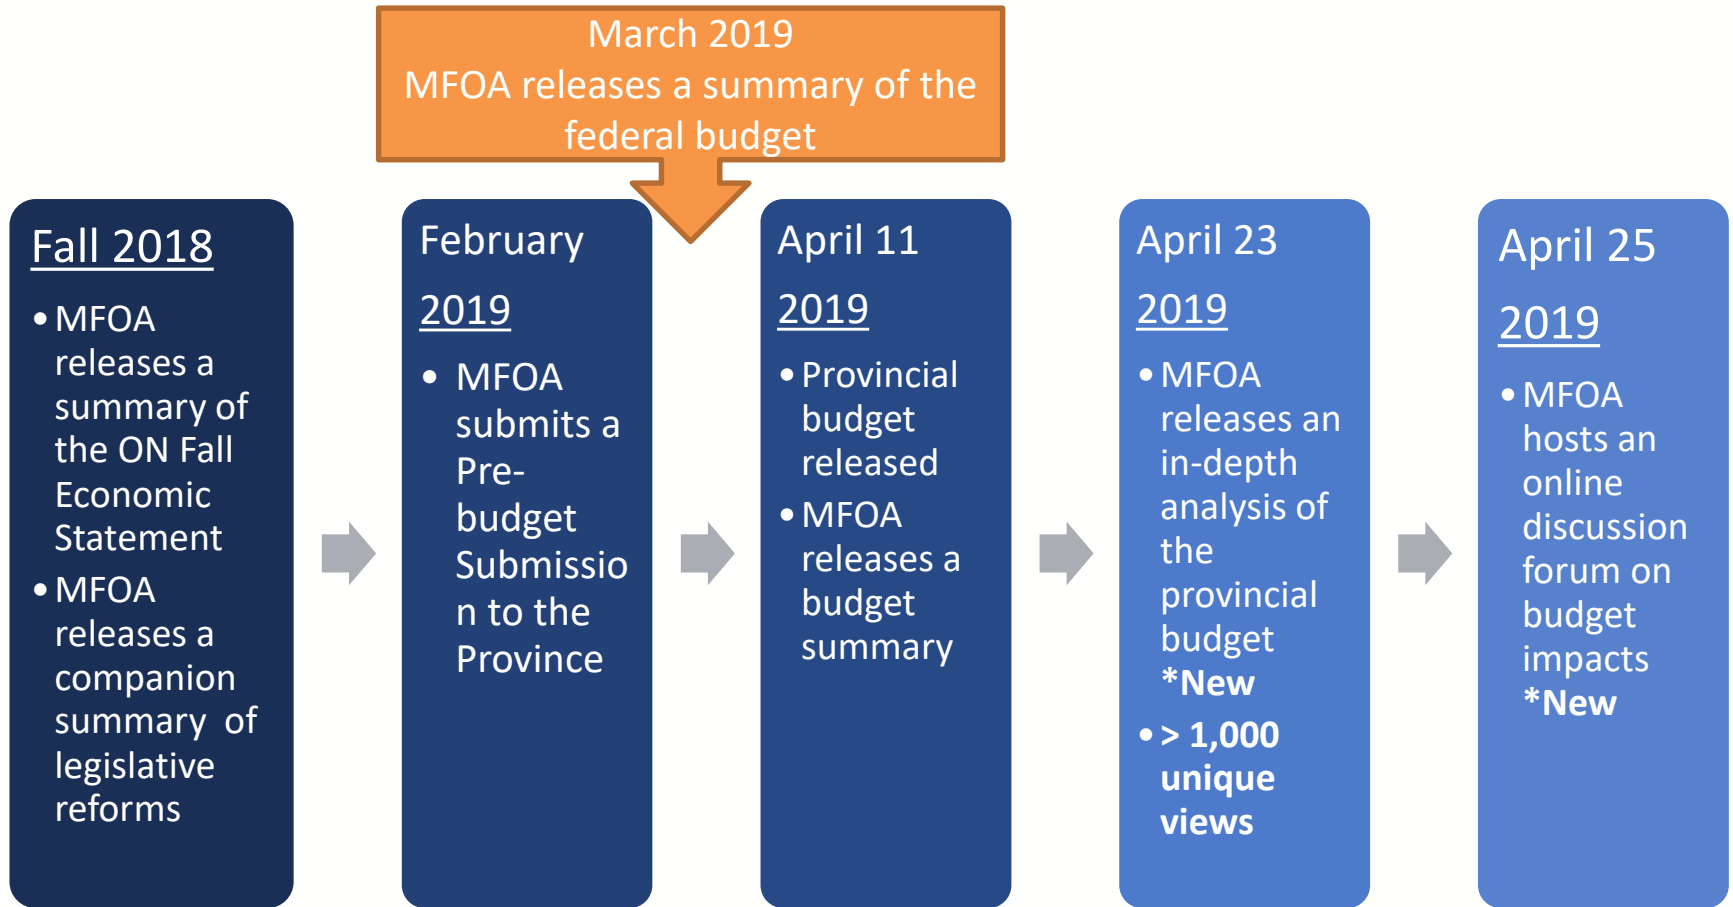 March 2019
MFOA releases a summary of the
federal budget
Fall 2018
•MFOA
releases a
summary of
the ON Fall
Economic
Statement
•MFOA
releases a
companion
summary of
legislative
reforms
February
2019
• MFOA
submits a
Pre-
budget
Submissio
n to the
Province
April 11
2019
•Provincial
budget
released
•MFOA
releases a
budget
summary
April 23
2019
•MFOA
releases an
in-depth
analysis of
the
provincial
budget
*New
•> 1,000
unique
views
April 25
2019
•MFOA
hosts an
online
discussion
forum on
budget
impacts
*New